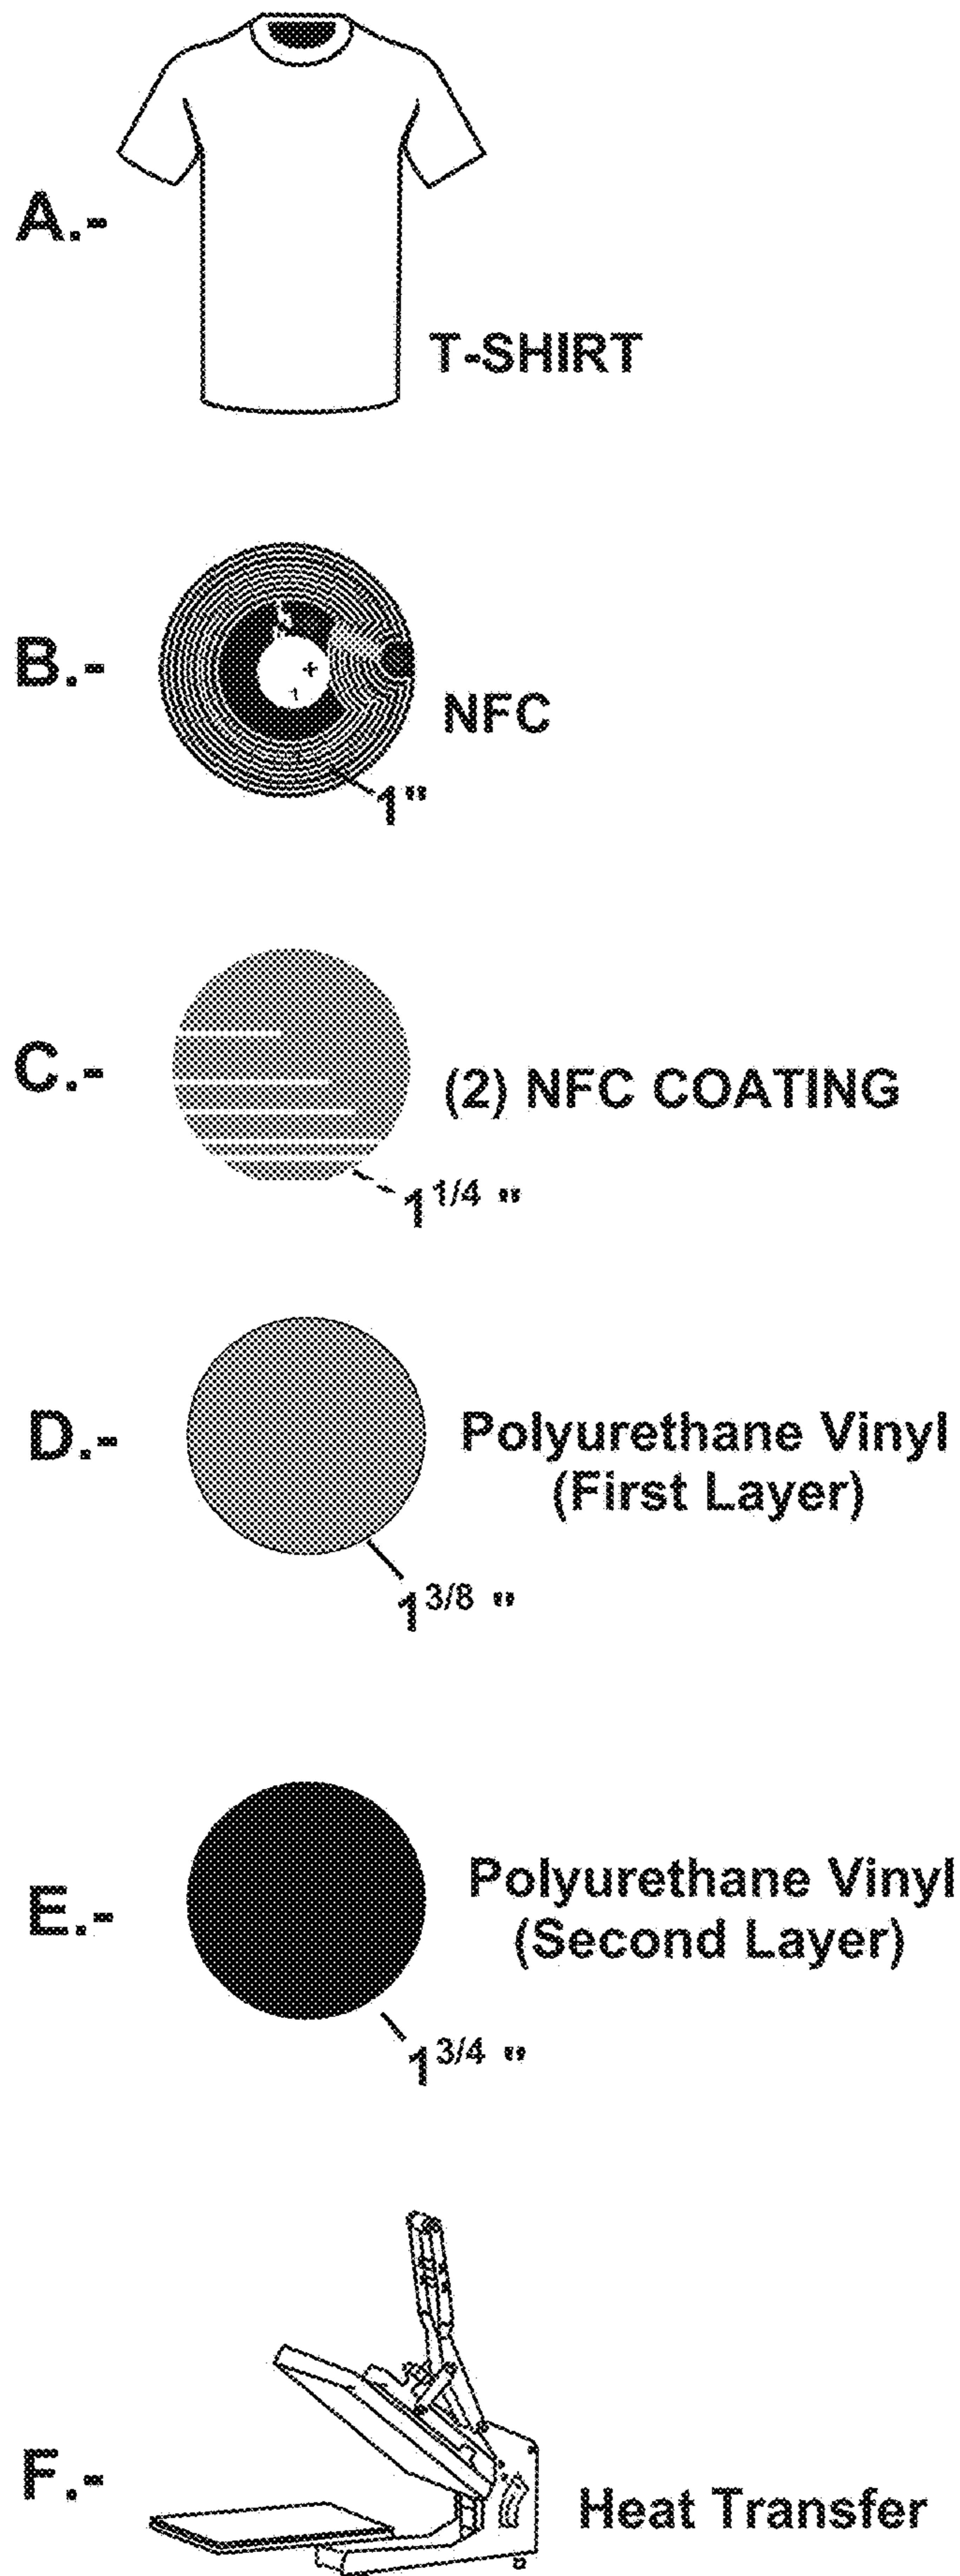 A.-
T-SHIRT
B.-
NFC
1"
C.-
(2) NFC COATING
1 1/4 "
D.-
Polyurethane Vinyl
(First Layer)
1 3/8 "
E.-
Polyurethane Vinyl
(Second Layer)
1 3/4 "
F.-
Heat Transfer